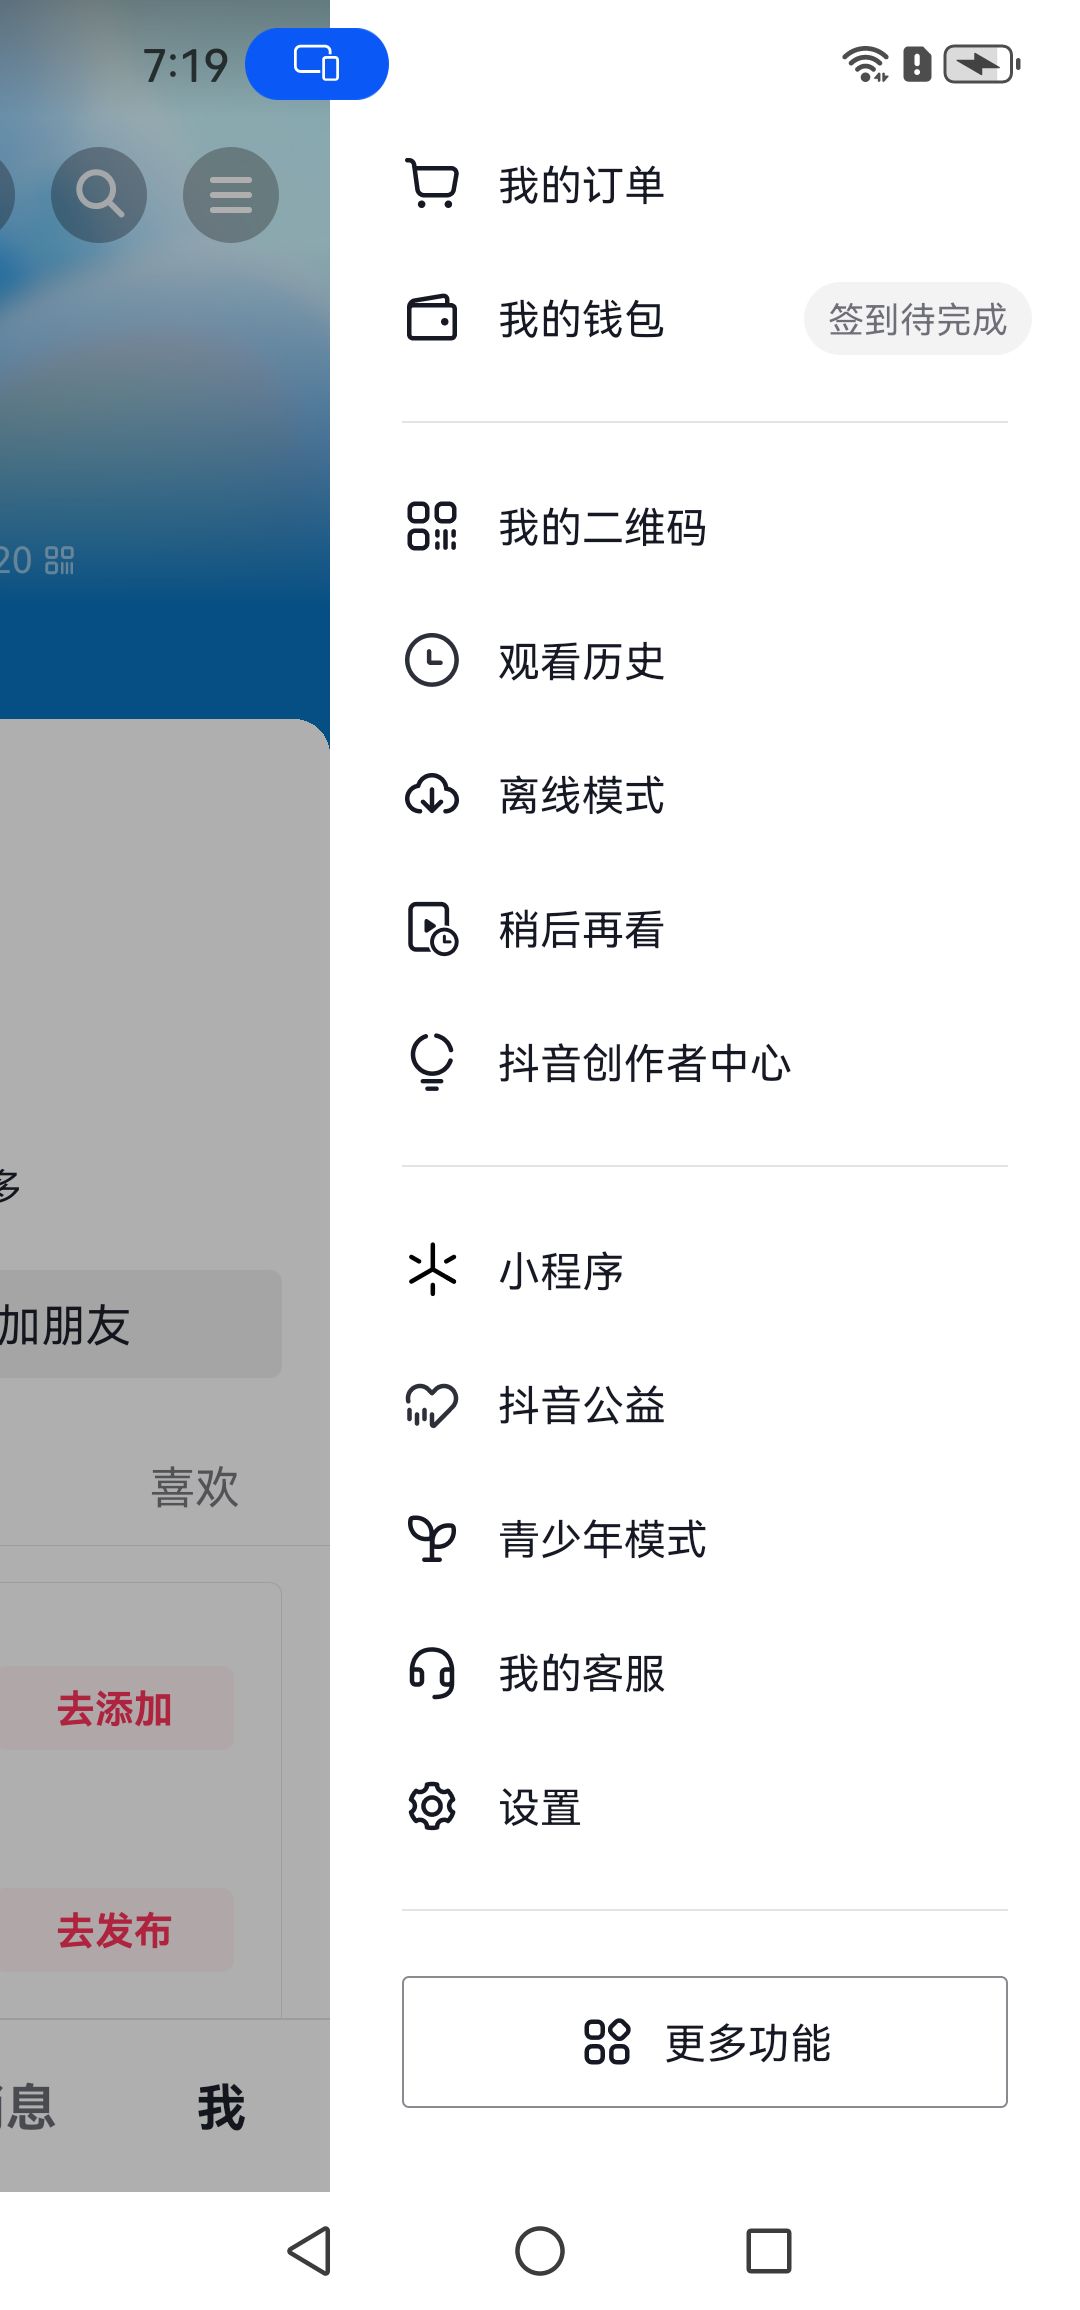 7:19
我的订单
我的钱包
签到待完成
我的二维码
观看历史
离线模式
稍后再看
抖音创作者中心
小程序
抖音公益
青少年模式
我的客服
设置
更多功能
20
多
加朋友
喜欢
去添加
去发布
息
我